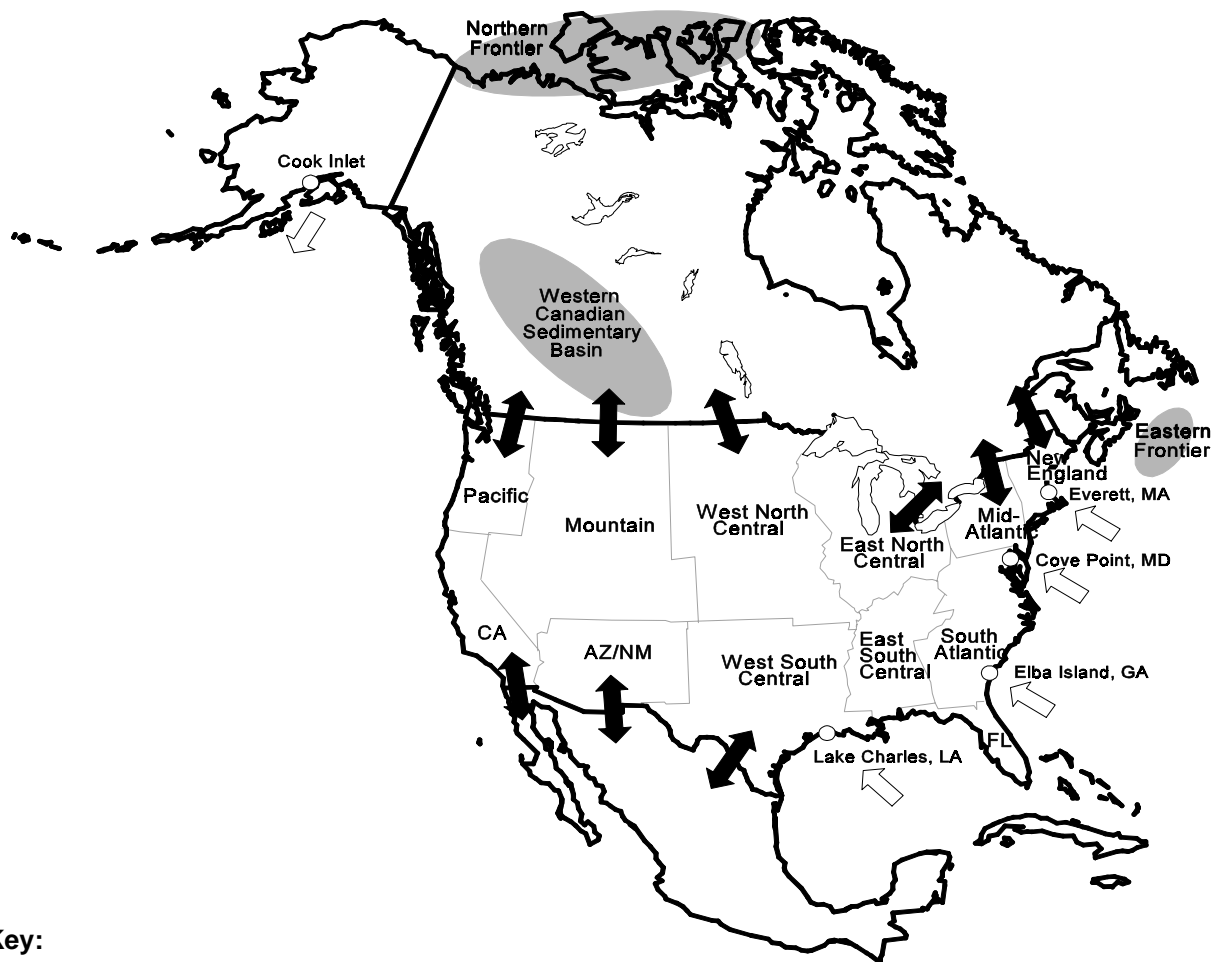 Northern
Frontier
Cook Inlet
Western
Canadian
Sedimentary
Basin
Eastern
Frontier
New
England
Everett, MA
Pacific
Mountain
West North
Central
Mid-
Atlantic
East North
Central
Cove Point, MD
CA
AZ/NM
West South
Central
East
South
Central
South
Atlantic
Elba Island, GA
FL
Lake Charles, LA
Key: